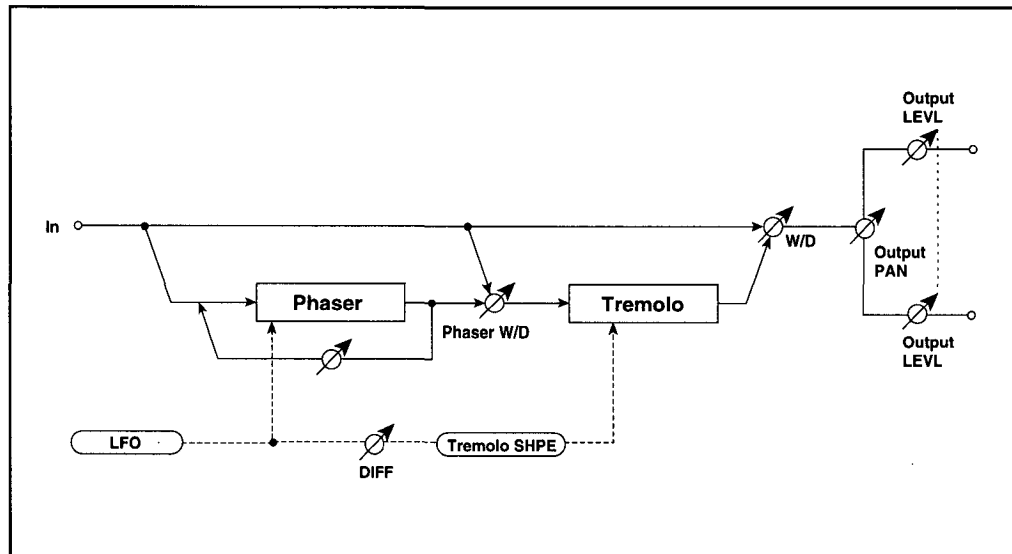 Output
LEVL
In
W/D
Output
PAN
Phaser
Phaser W/D
Tremolo
Output
LEVL
LFO
DIFF
Tremolo SHPE